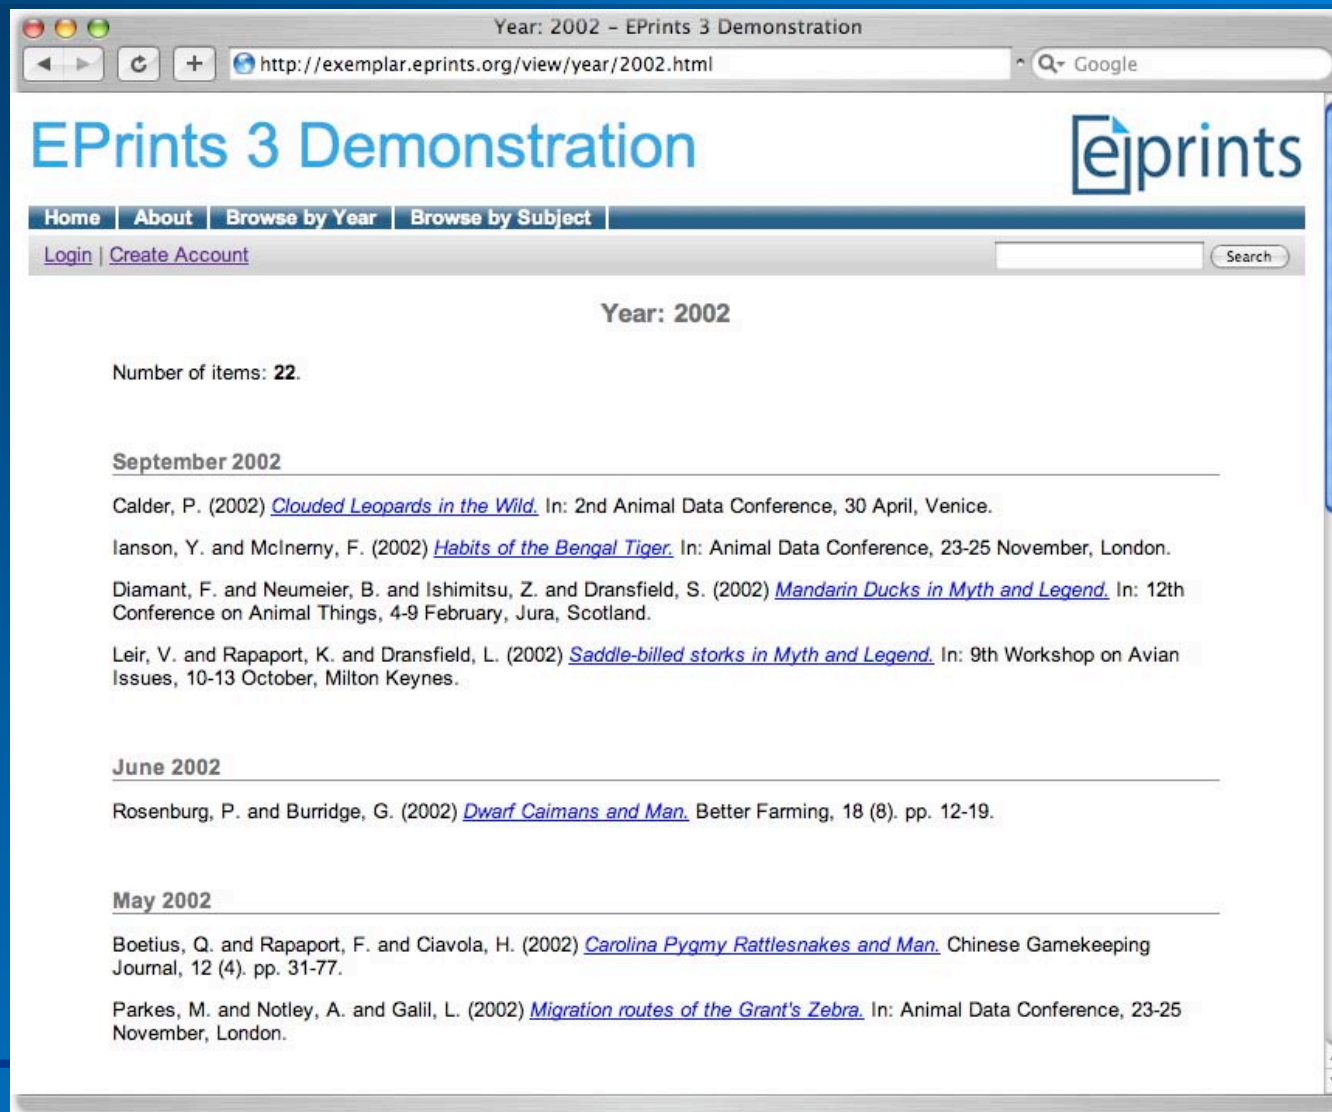 Year: 2002 – EPrints 3 Demonstration
http://exemplar.eprints.org/view/year/2002.html
Google
EPrints 3 Demonstration
eprints
Home | About | Browse by Year | Browse by Subject |
Login | Create Account
Search
Year: 2002
Number of items: 22.
September 2002
Calder, P. (2002) Clouded Leopards in the Wild. In: 2nd Animal Data Conference, 30 April, Venice.
Ianson, Y. and McInerny, F. (2002) Habits of the Bengal Tiger. In: Animal Data Conference, 23-25 November, London.
Diamant, F. and Neumeier, B. and Ishimitsu, Z. and Dransfield, S. (2002) Mandarin Ducks in Myth and Legend. In: 12th
Conference on Animal Things, 4-9 February, Jura, Scotland.
Leir, V. and Rapaport, K. and Dransfield, L. (2002) Saddle-billed storks in Myth and Legend. In: 9th Workshop on Avian
Issues, 10-13 October, Milton Keynes.
June 2002
Rosenburg, P. and Burridge, G. (2002) Dwarf Caimans and Man. Better Farming, 18 (8). pp. 12-19.
May 2002
Boetius, Q. and Rapaport, F. and Ciavola, H. (2002) Carolina Pygmy Rattlesnakes and Man. Chinese Gamekeeping
Journal, 12 (4). pp. 31-77.
Parkes, M. and Notley, A. and Galil, L. (2002) Migration routes of the Grant's Zebra. In: Animal Data Conference, 23-25
November, London.